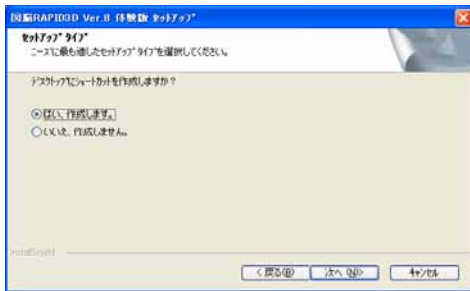 図脳RAPID3D Ver.8 体験版 セットアップ
セットアップ タイプ
ニーズに最も適したセットアップ タイプを選択してください。
デスクトップにショートカットを作成しますか？
はい、作成します。
いいえ、作成しません。
InstallShield
< 戻る(B)
次へ(N)>
キャンセル